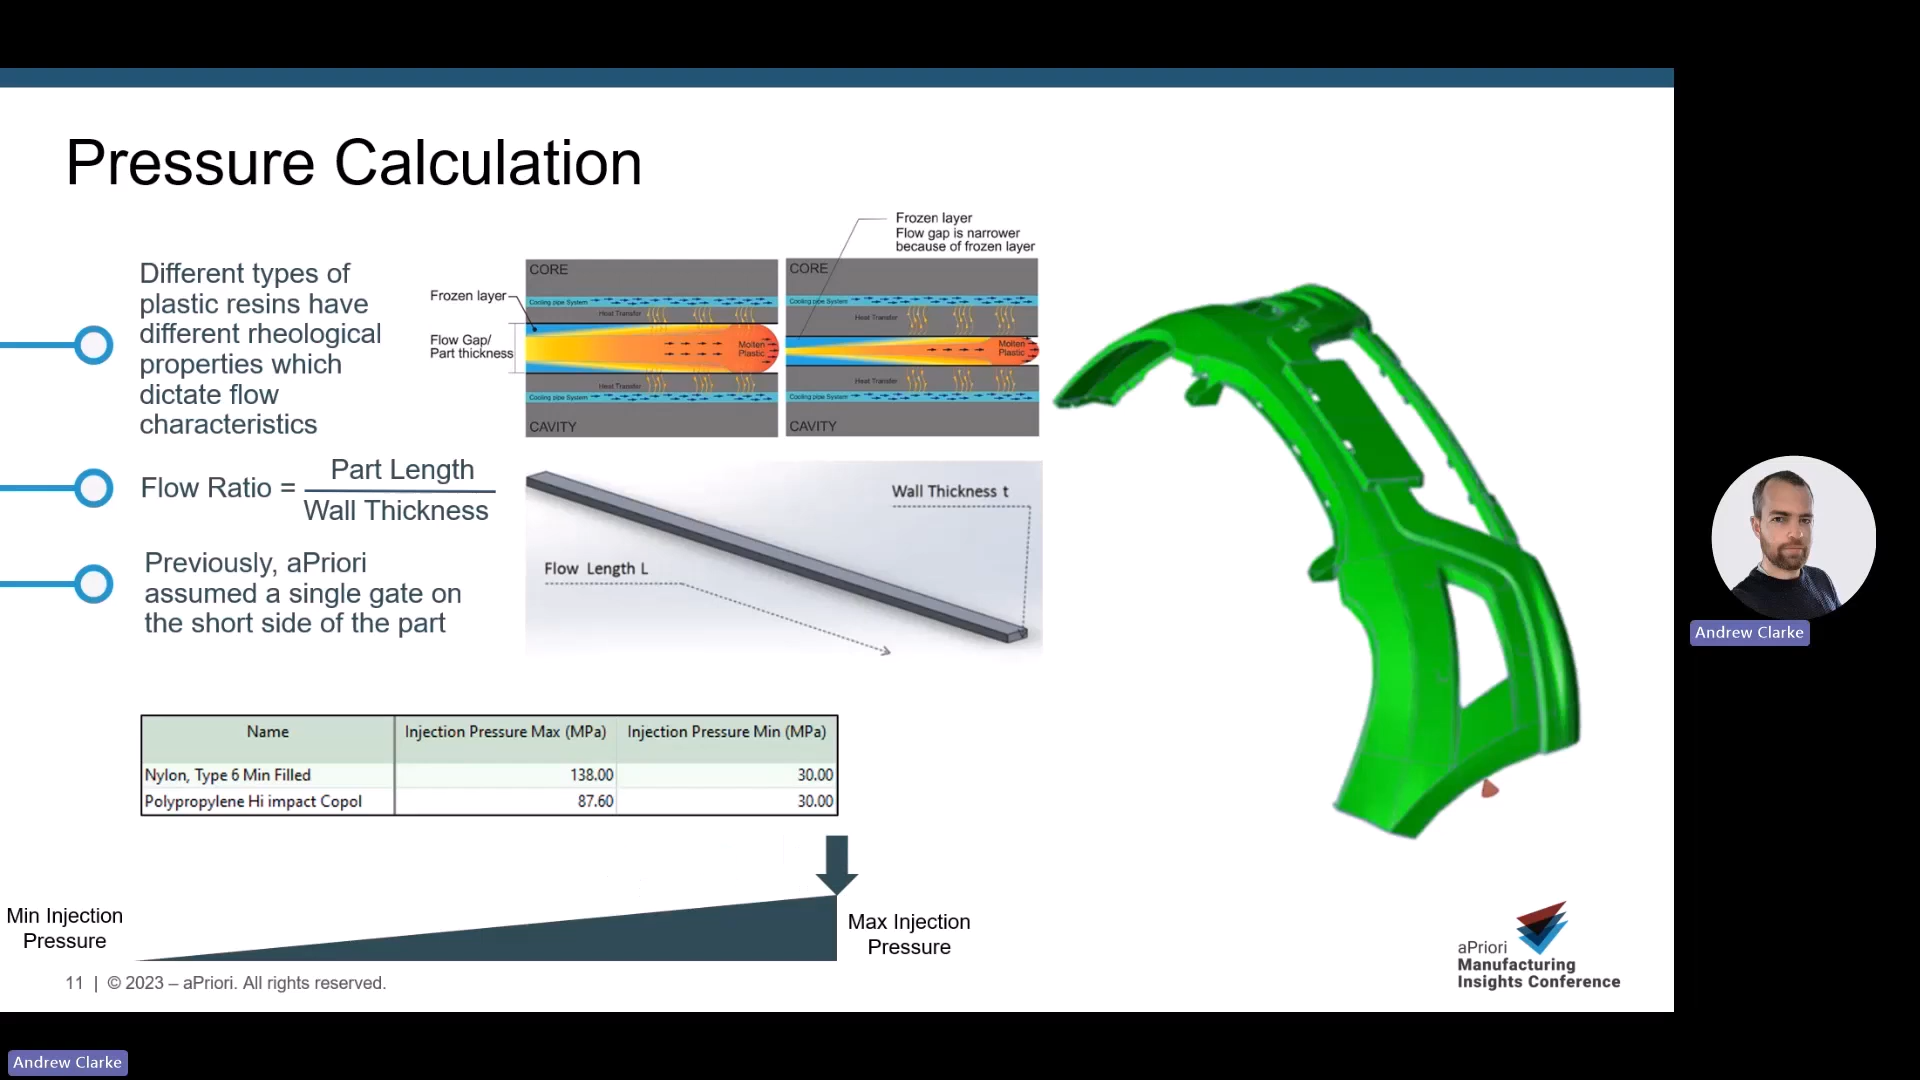 Pressure Calculation
Different types of
plastic resins have
different rheological
properties which
dictate flow
characteristics
Flow Ratio =
Part Length
Wall Thickness
Previously, aPriori
assumed a single gate on
the short side of the part
Frozen layer
Flow gap is narrower
because of frozen layer
Frozen layer
Flow Gap/
Part thickness
CORE
Cooling pipe System
Heat Transfer
Molten
Plastic
Heat Transfer
Cooling pipe System
CAVITY
CORE
Cooling pipe System
Heat Transfer
Molten
Plastic
Heat Transfer
Cooling pipe System
CAVITY
Wall Thickness t
Flow Length L
Name Injection Pressure Max (MPa) Injection Pressure Min (MPa)
Nylon, Type 6 Min Filled 138.00 30.00
Polypropylene Hi impact Copol 87.60 30.00
Min Injection
Pressure
Max Injection
Pressure
11 | © 2023 – aPriori. All rights reserved.
aPriori
Manufacturing
Insights Conference
Andrew Clarke
Andrew Clarke